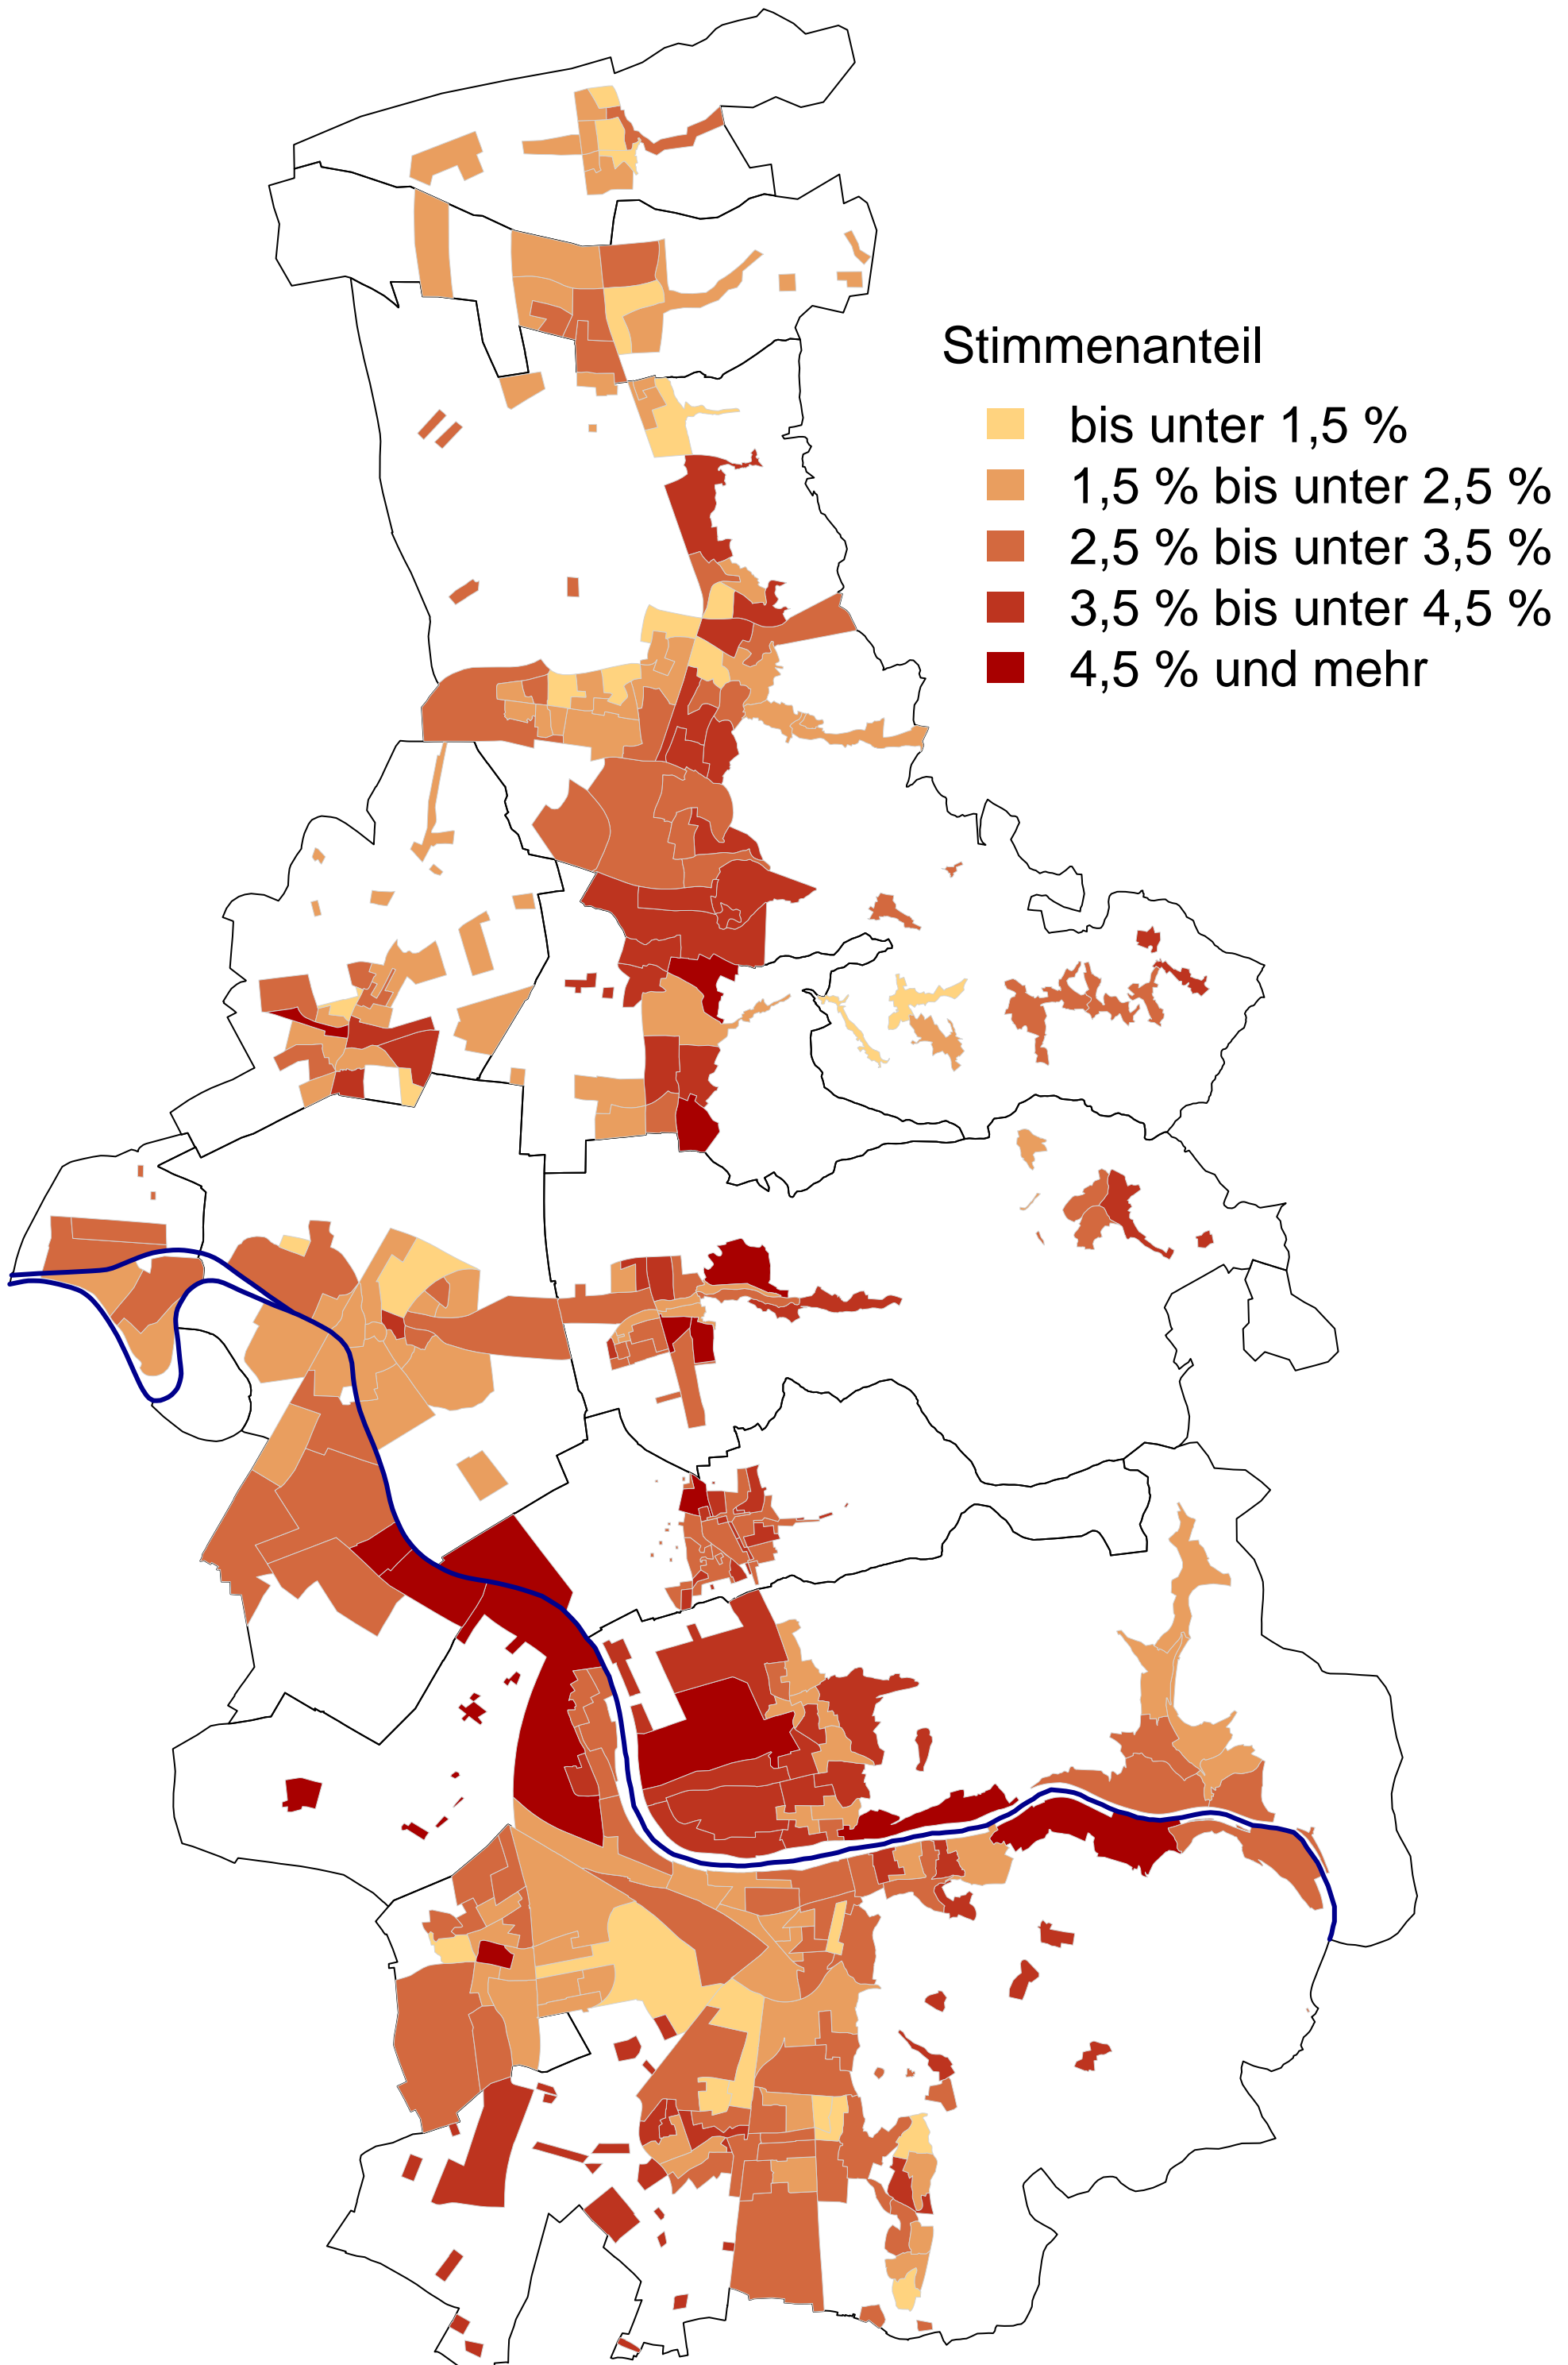 Stimmenanteil
bis unter 1,5 %
1,5 % bis unter 2,5 %
2,5 % bis unter 3,5 %
3,5 % bis unter 4,5 %
4,5 % und mehr